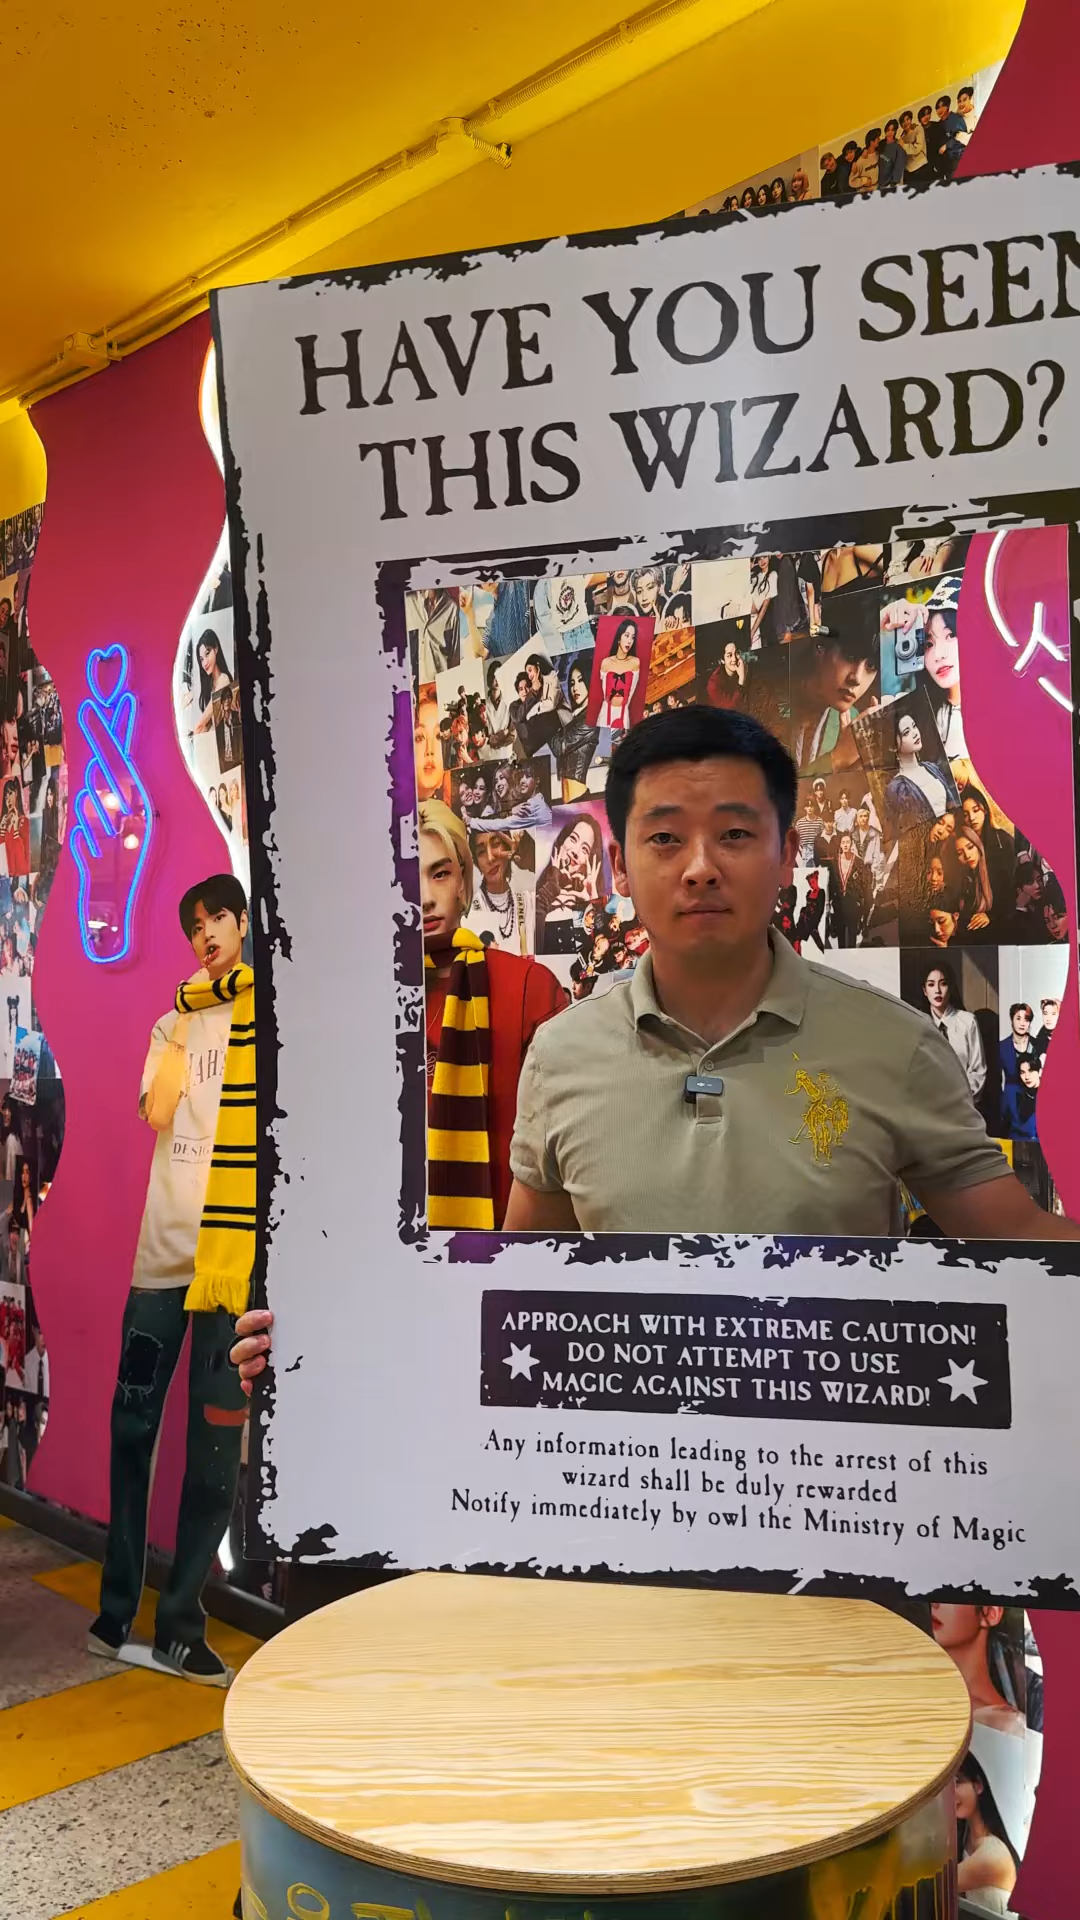 HAVE YOU SEEN
THIS WIZARD?
APPROACH WITH EXTREME CAUTION!
DO NOT ATTEMPT TO USE
MAGIC AGAINST THIS WIZARD!
Any information leading to the arrest of this
wizard shall be duly rewarded
Notify immediately by owl the Ministry of Magic